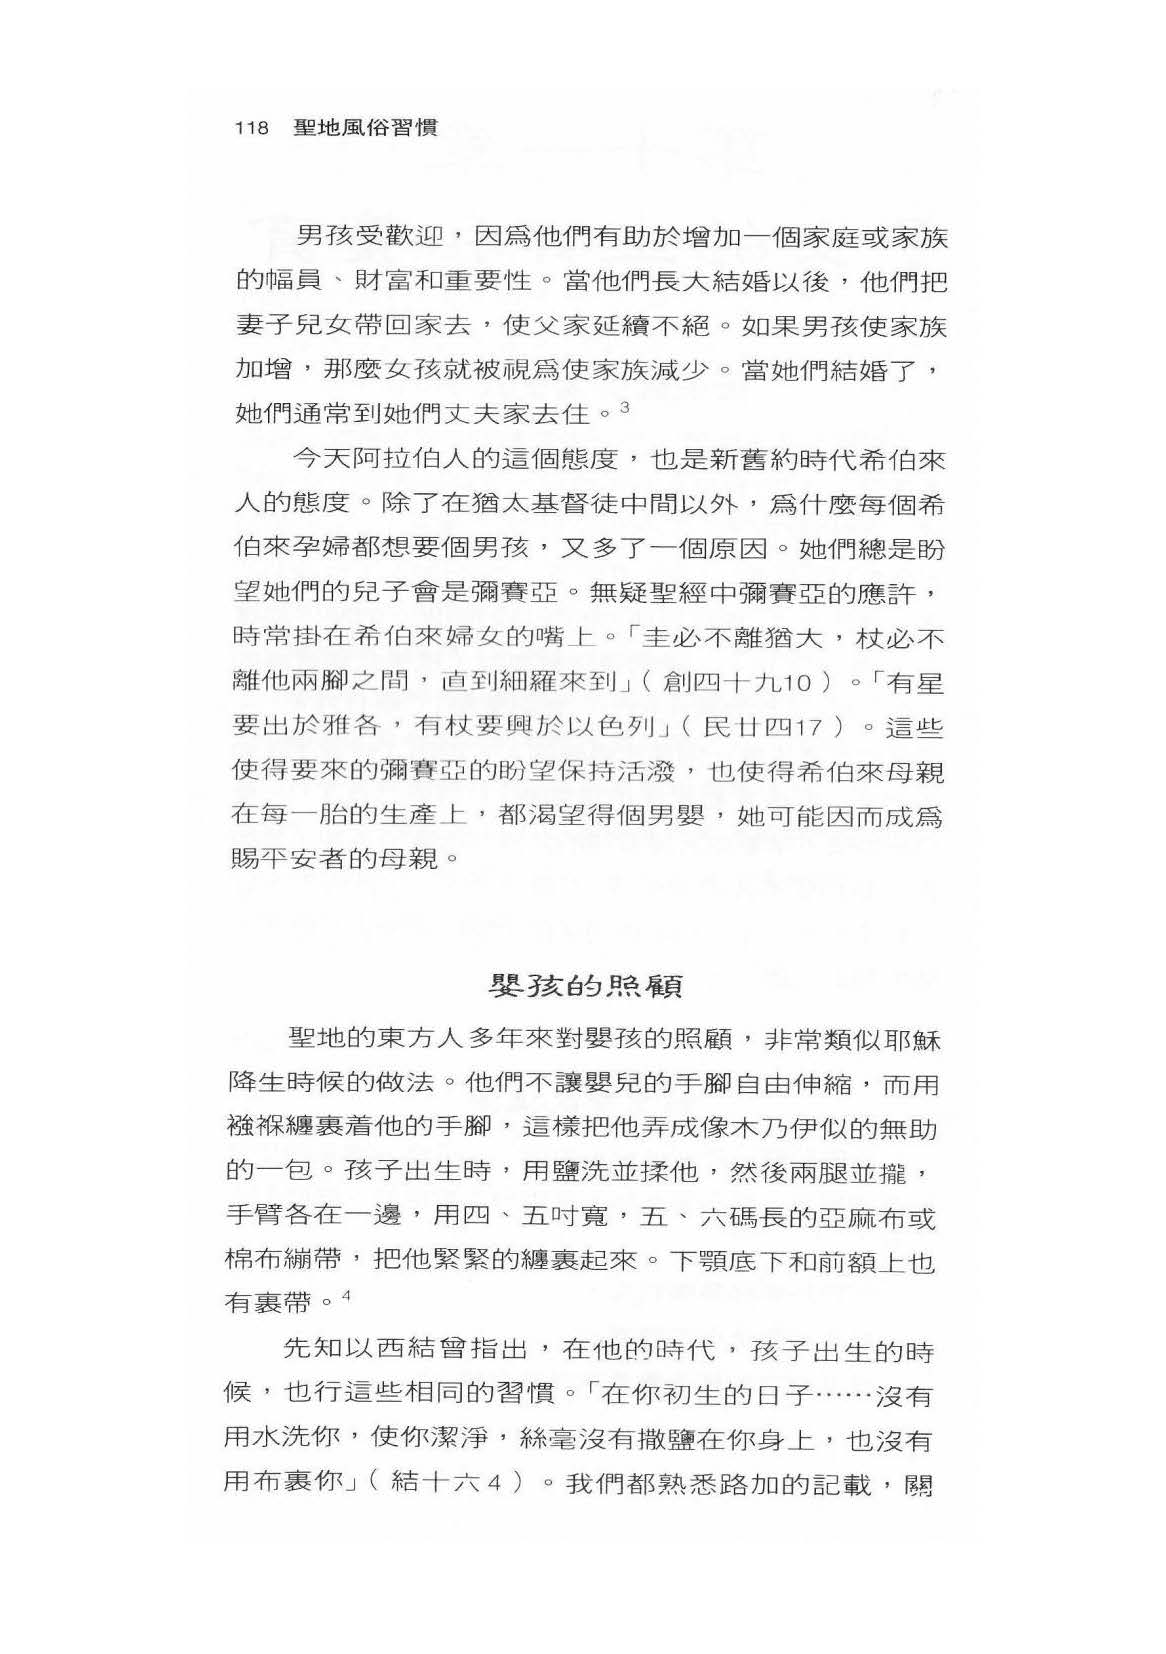 118 聖地風俗習慣
男孩受歡迎，因爲他們有助於增加一個家庭或家族
的幅員、財富和重要性。當他們長大結婚以後，他們把
妻子兒女帶回家去，使父家延續不絕。如果男孩使家族
加增，那麼女孩就被視爲使家族減少。當她們結婚了，
她們通常到她們丈夫家去住。3
今天阿拉伯人的這個態度，也是新舊約時代希伯來
人的態度。除了在猶太基督徒中間以外，爲什麼每個希
伯來孕婦都想要個男孩，又多了一個原因。她們總是盼
望她們的兒子會是彌賽亞。無疑聖經中彌賽亞的應許，
時常掛在希伯來婦女的嘴上。「圭必不離猶大，杖必不
離他兩腳之間，直到細羅來到」（創四十九10）。「有星
要出於雅各，有杖要興於以色列」（民廿四17）。這些
使得要來的彌賽亞的盼望保持活潑，也使得希伯來母親
在每一胎的生產上，都渴望得個男嬰，她可能因而成爲
賜平安者的母親。
嬰孩的照顧
聖地的東方人多年來對嬰孩的照顧，非常類似耶穌
降生時候的做法。他們不讓嬰兒的手腳自由伸縮，而用
襁褓纏裹着他的手腳，這樣把他弄成像木乃伊似的無助
的一包。孩子出生時，用鹽洗並揉他，然後兩腿並攏，
手臂各在一邊，用四、五吋寬，五、六碼長的亞麻布或
棉布繃帶，把他緊緊的纏裹起來。下顎底下和前額上也
有裹帶。4
先知以西結曾指出，在他的時代，孩子出生的時
候，也行這些相同的習慣。「在你初生的日子……沒有
用水洗你，使你潔淨，絲毫沒有撒鹽在你身上，也沒有
用布裹你」（結十六4）。我們都熟悉路加的記載，關